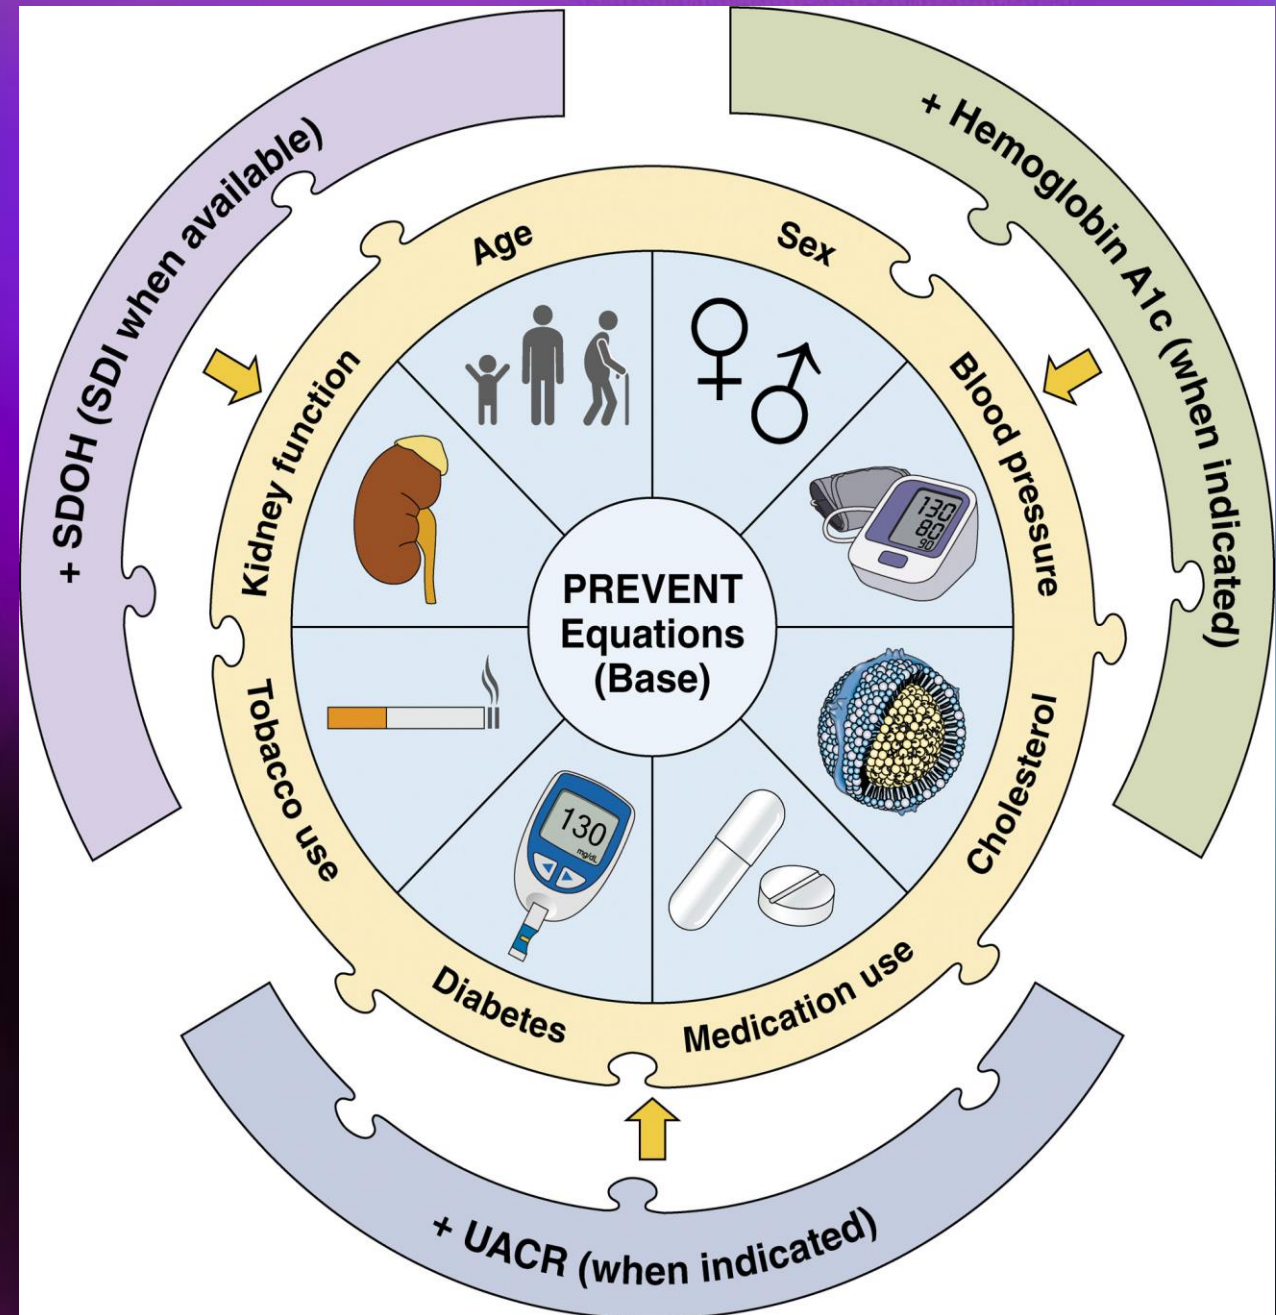 + SDOH (SDI when available)
+ Hemoglobin A1c (when indicated)
Age
Sex
Kidney function
Blood pressure
130
80
90
PREVENT
Equations
(Base)
Tobacco use
Cholesterol
130
mg/dL
Diabetes
Medication use
+ UACR (when indicated)